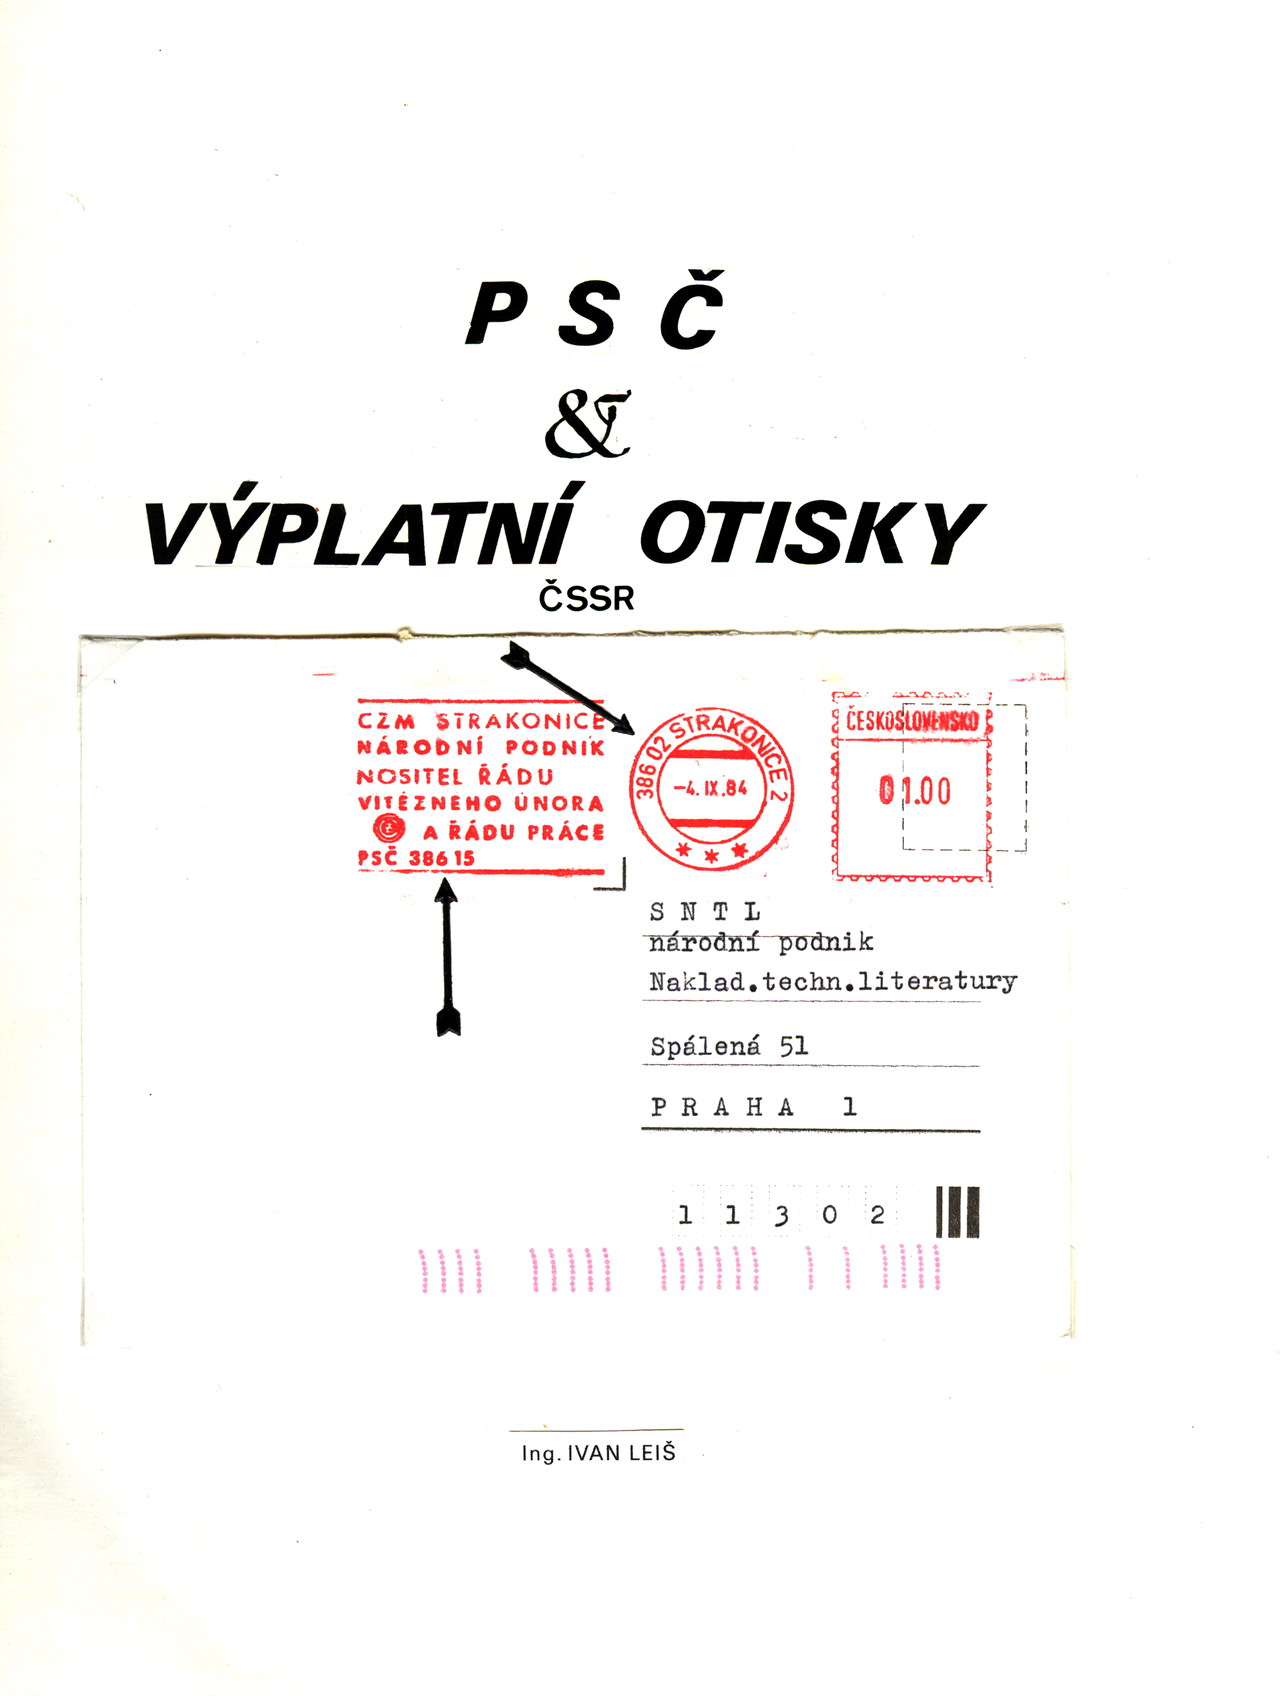 P S Č
&
VÝPLATNÍ OTISKY
ČSSR
CZM STRAKONICE
NÁRODNÍ PODNIK
NOSITEL ŘÁDU
VITĚZNEHO ÚNORA
ČZ A ŘÁDU PRÁCE
PSČ 386 15
386 02 STRAKONICE 2
-4. IX. 84
* * *
ČESKOSLOVENSKO
01.00
S N T L
národní podnik
Naklad.techn.literatury
Spálená 51
P R A H A 1
1 1 3 0 2
Ing. IVAN LEIŠ